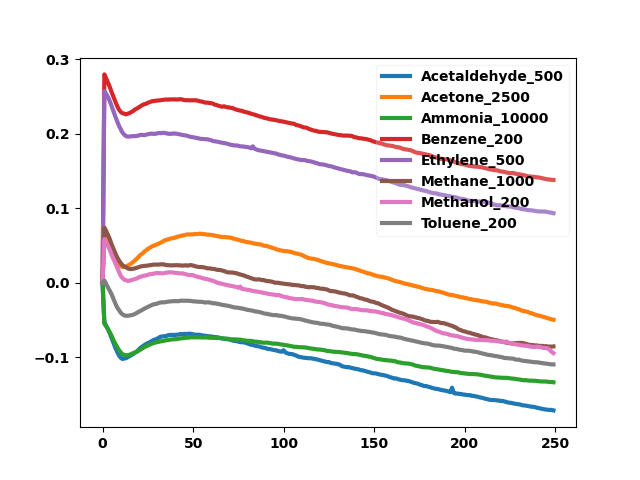 0.3
0.2
0.1
0.0
−0.1
0
50
100
150
200
250
Acetaldehyde_500
Acetone_2500
Ammonia_10000
Benzene_200
Ethylene_500
Methane_1000
Methanol_200
Toluene_200